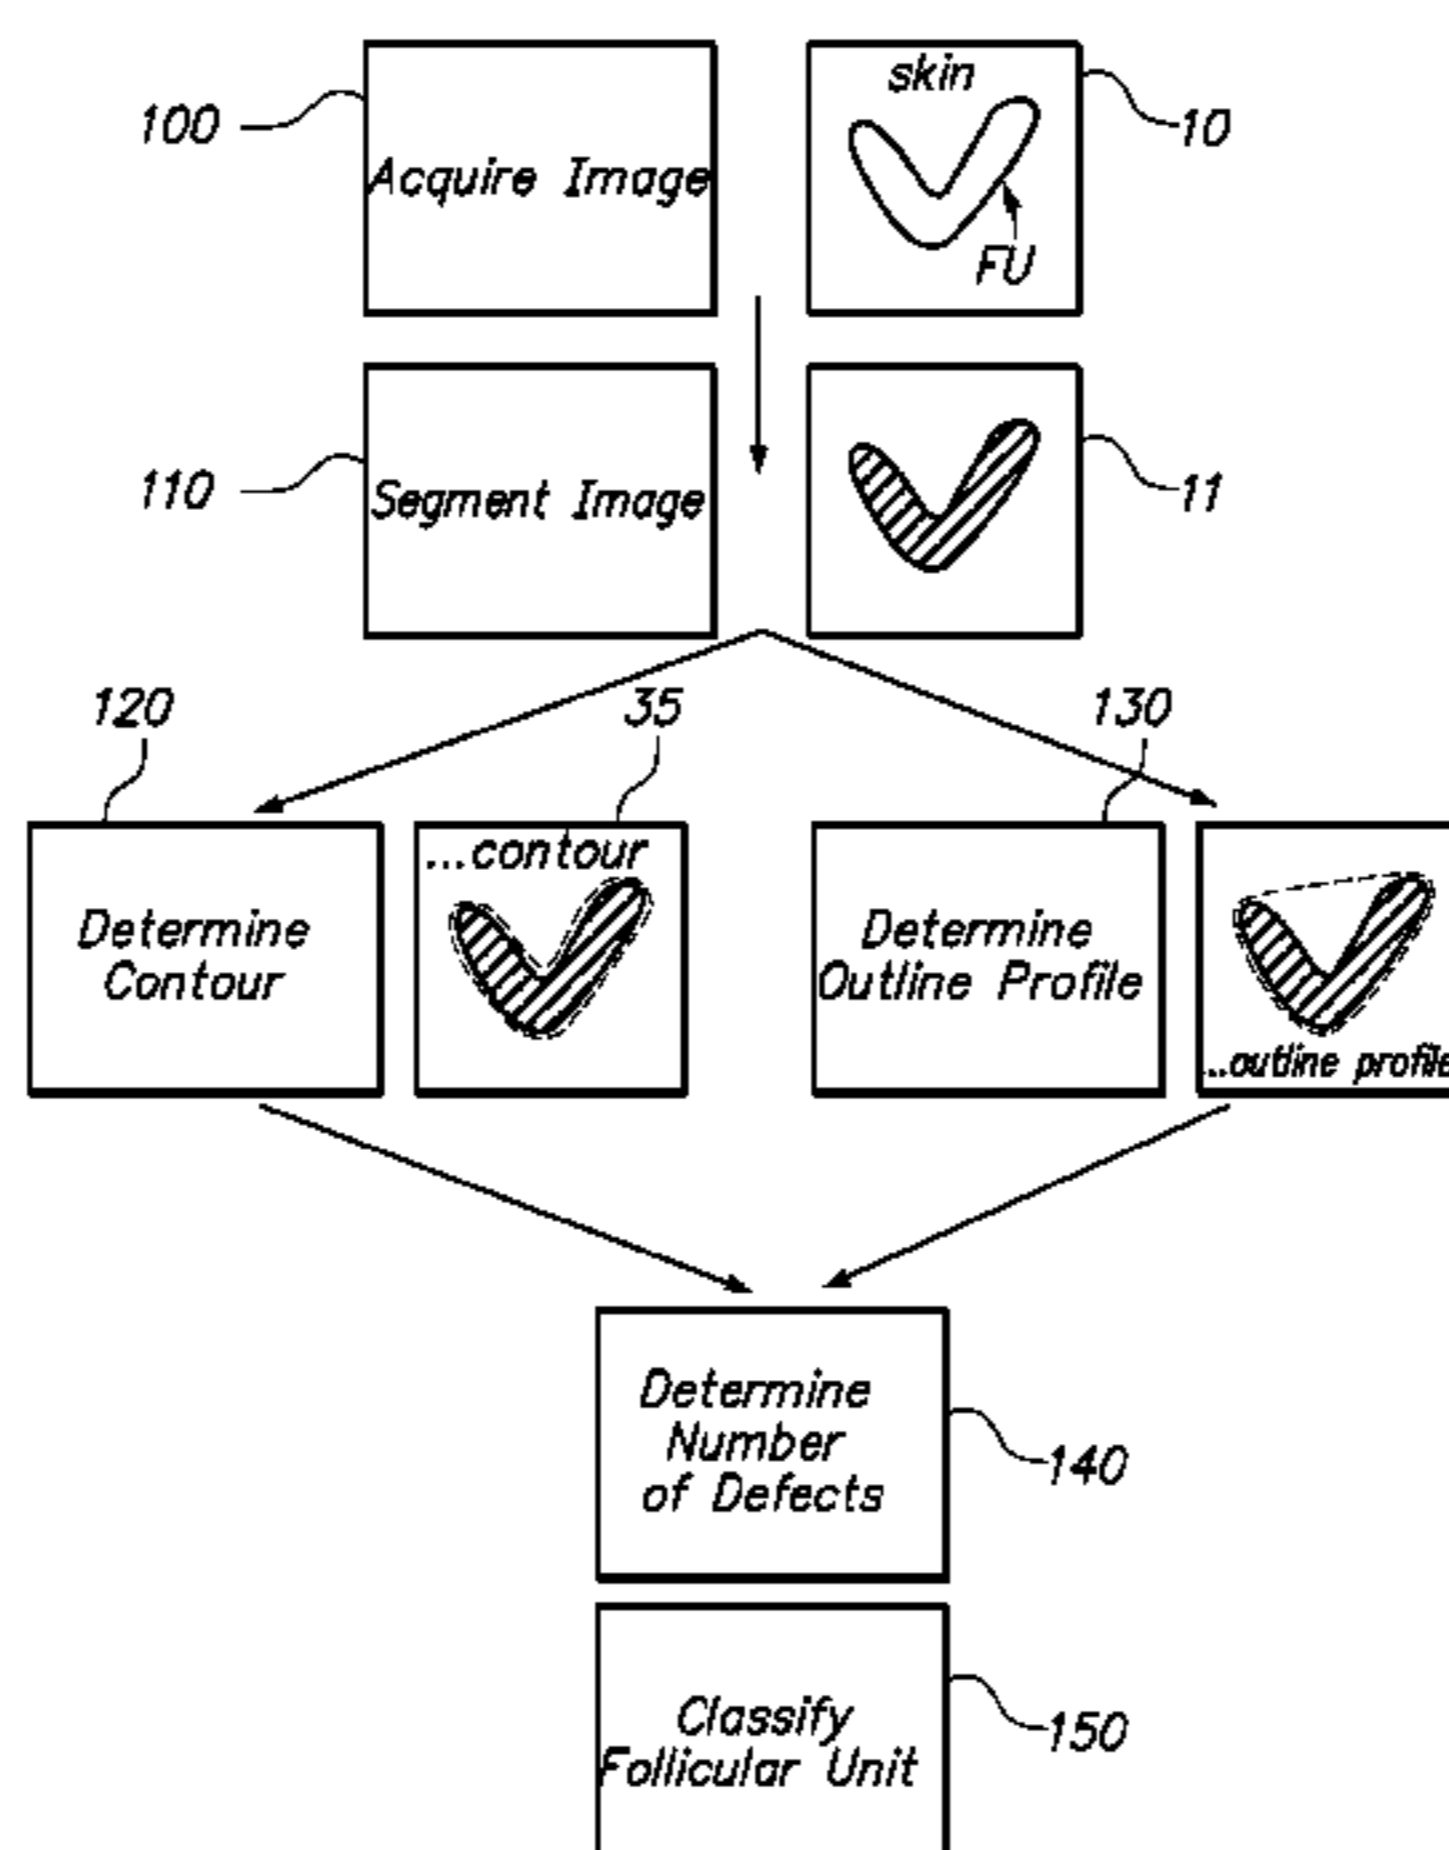 skin
100
10
Acquire Image
FU
110
Segment Image
11
120
35
130
...contour
Determine
Contour
Determine
Outline Profile
...outline profile
Determine
Number
of Defects
140
Classify
Follicular Unit
150